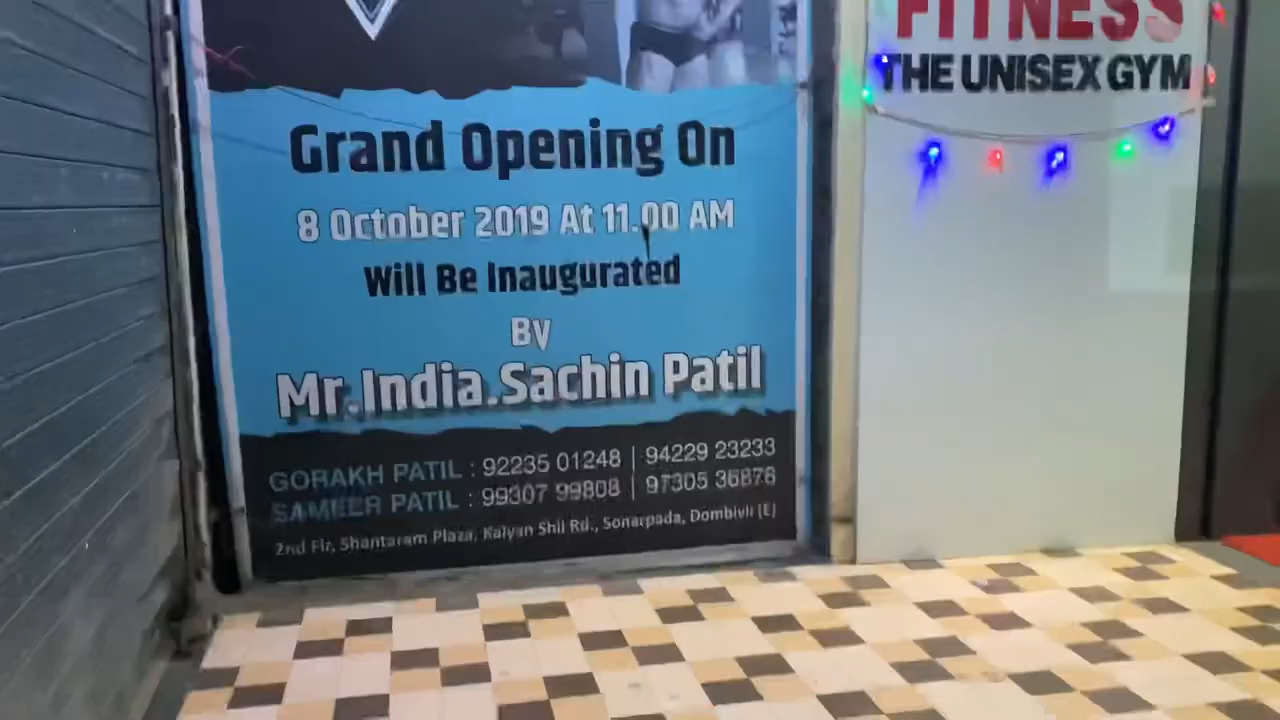 Grand Opening On
8 October 2019 At 11.00 AM
Will Be Inaugurated
By
Mr.India.Sachin Patil
GORAKH PATIL : 92235 01248 | 94229 23233
SAMEER PATIL : 99307 99808 | 97305 36878
2nd Flr, Shantaram Plaza, Kalyan Shil Rd., Sonarpada, Dombivli (E)
FITNESS
THE UNISEX GYM